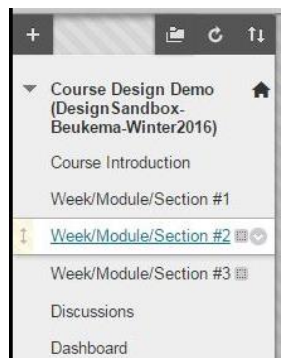 Course Design Demo
(DesignSandbox-
Beukema-Winter2016)
Course Introduction
Week/Module/Section #1
Week/Module/Section #2
Week/Module/Section #3
Discussions
Dashboard